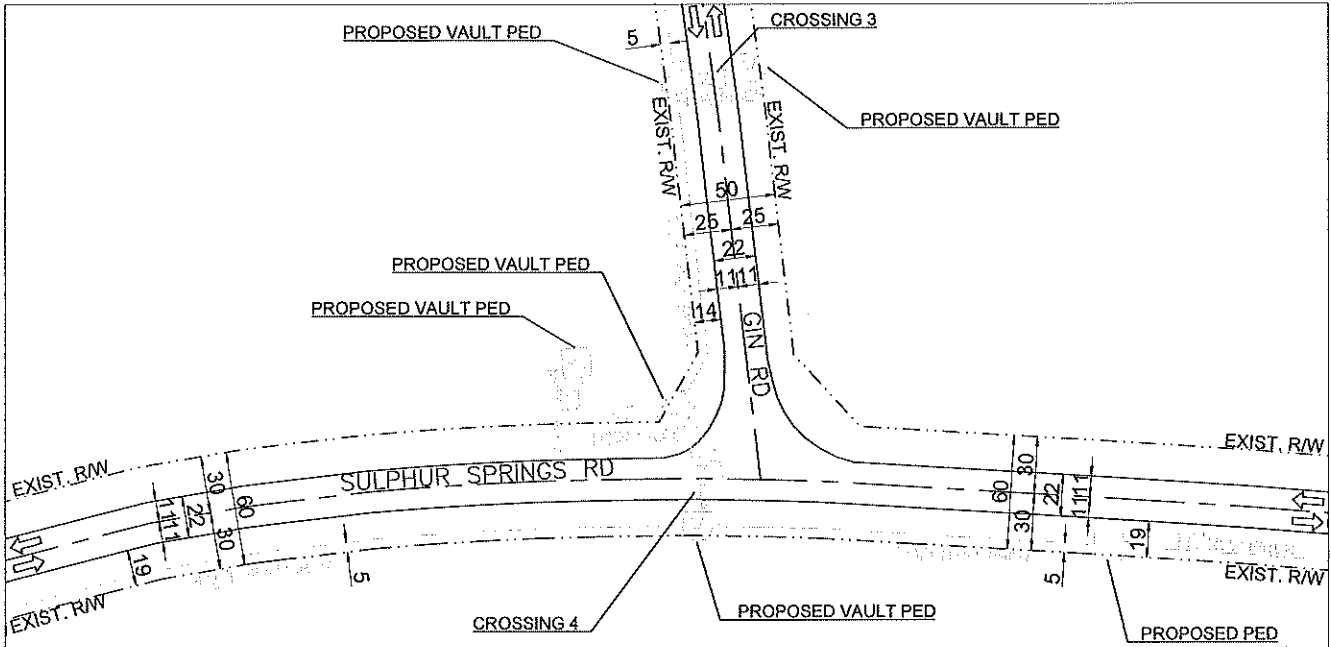 PROPOSED VAULT PED
CROSSING 3
5
PROPOSED VAULT PED
EXIST. R/W
EXIST. R/W
50
25
25
22
11
11
14
PROPOSED VAULT PED
PROPOSED VAULT PED
GIN RD
EXIST. R/W
SULPHUR SPRINGS RD
EXIST. R/W
30
60
30
11
11
22
19
5
30
60
30
22
11
11
19
5
EXIST. R/W
EXIST. R/W
CROSSING 4
PROPOSED VAULT PED
PROPOSED PED